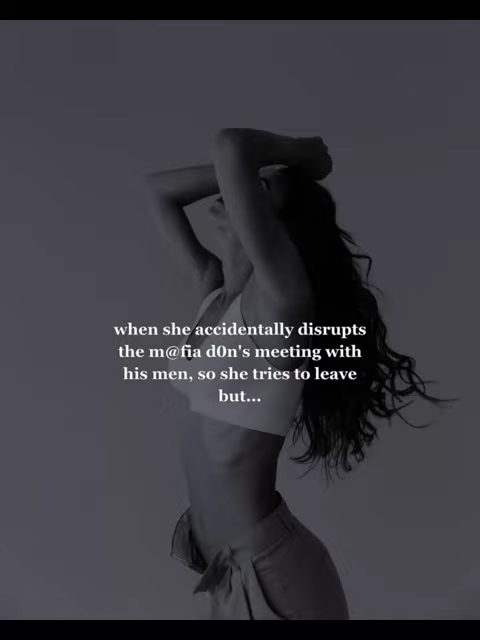 when she accidentally disrupts
the m@fia d0n's meeting with
his men, so she tries to leave
but...